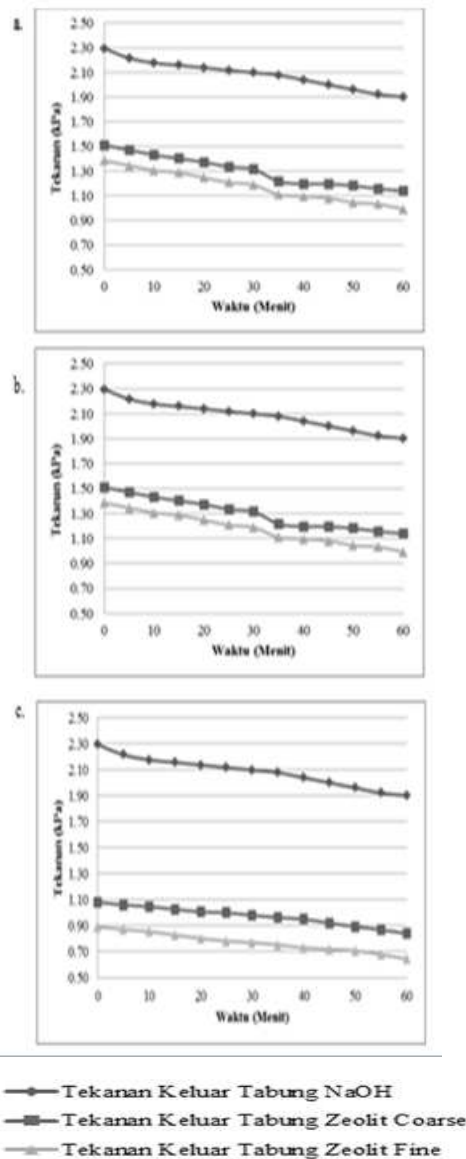 a.
2.50
2.30
2.10
1.90
1.70
1.50
1.30
1.10
0.90
0.70
0.50
Tekanan (kPa)
0 10 20 30 40 50 60
Waktu (Menit)
b.
2.50
2.30
2.10
1.90
1.70
1.50
1.30
1.10
0.90
0.70
0.50
Tekanan (kPa)
0 10 20 30 40 50 60
Waktu (Menit)
c.
2.50
2.30
2.10
1.90
1.70
1.50
1.30
1.10
0.90
0.70
0.50
Tekanan (kPa)
0 10 20 30 40 50 60
Waktu (Menit)
Tekanan Keluar Tabung NaOH
Tekanan Keluar Tabung Zeolit Coarse
Tekanan Keluar Tabung Zeolit Fine